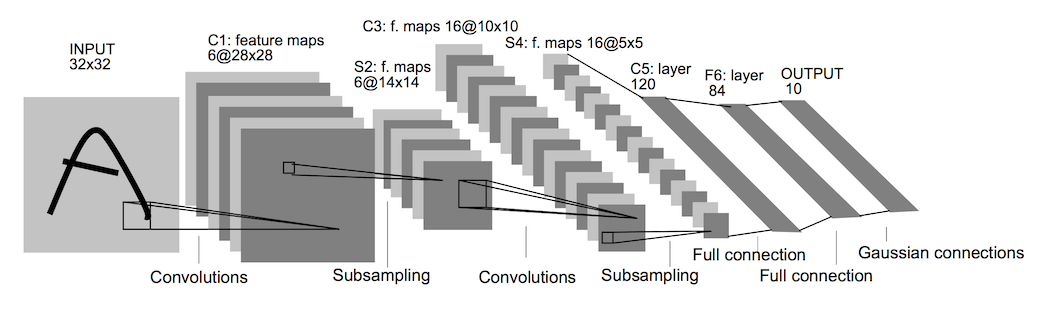 INPUT
32x32
C1: feature maps
6@28x28
S2: f. maps
6@14x14
C3: f. maps 16@10x10
S4: f. maps 16@5x5
C5: layer
120
F6: layer
84
OUTPUT
10
Convolutions
Subsampling
Convolutions
Subsampling
Full connection
Full connection
Gaussian connections